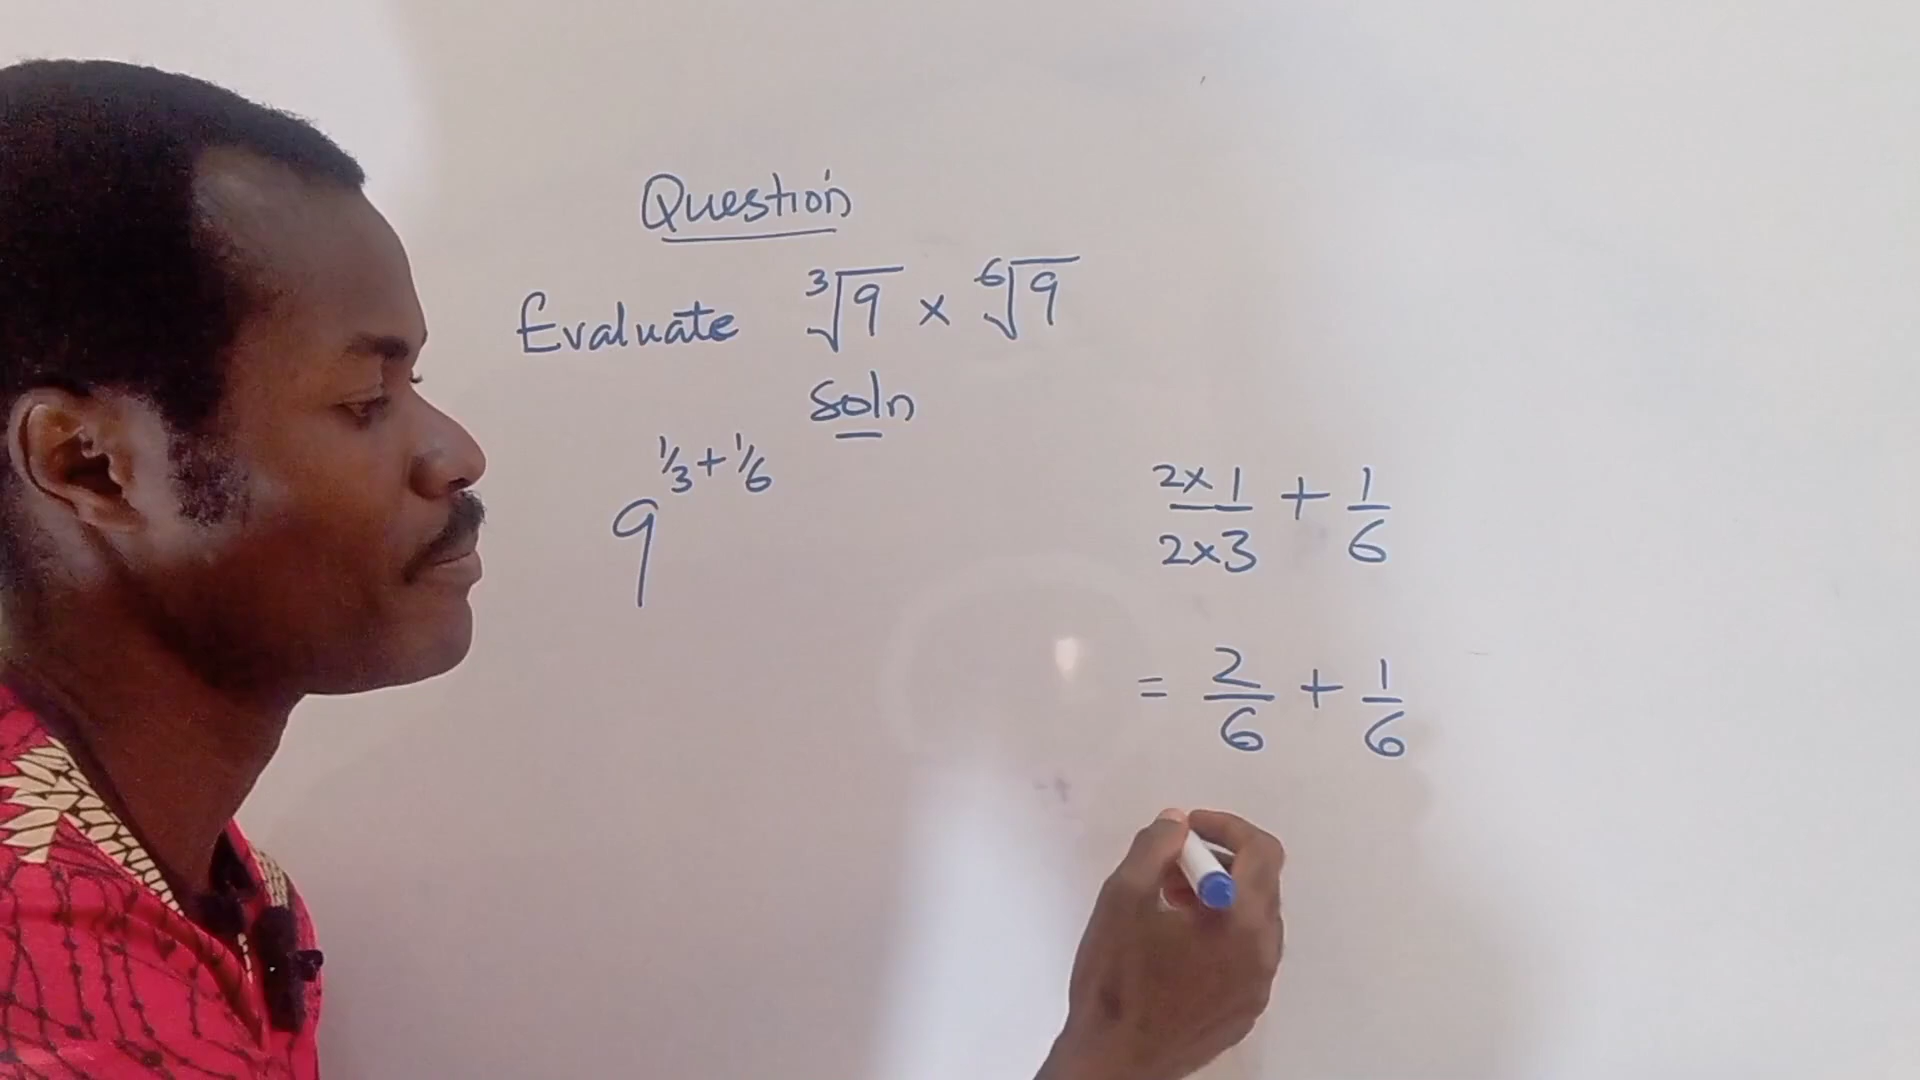 Question
Evaluate ³√9 × ⁶√9
Soln
9^(1/3 + 1/6)
2×1/2×3 + 1/6
= 2/6 + 1/6